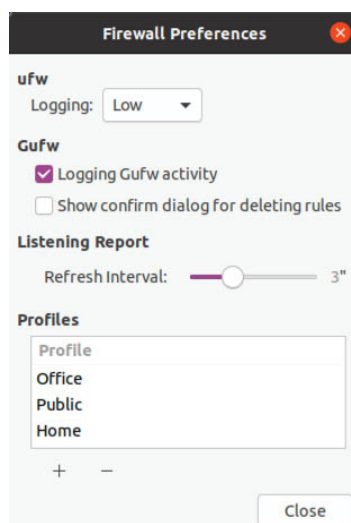 Firewall Preferences
ufw
Logging: Low
Gufw
Logging Gufw activity
Show confirm dialog for deleting rules
Listening Report
Refresh Interval: 3"
Profiles
Profile
Office
Public
Home
+ −
Close